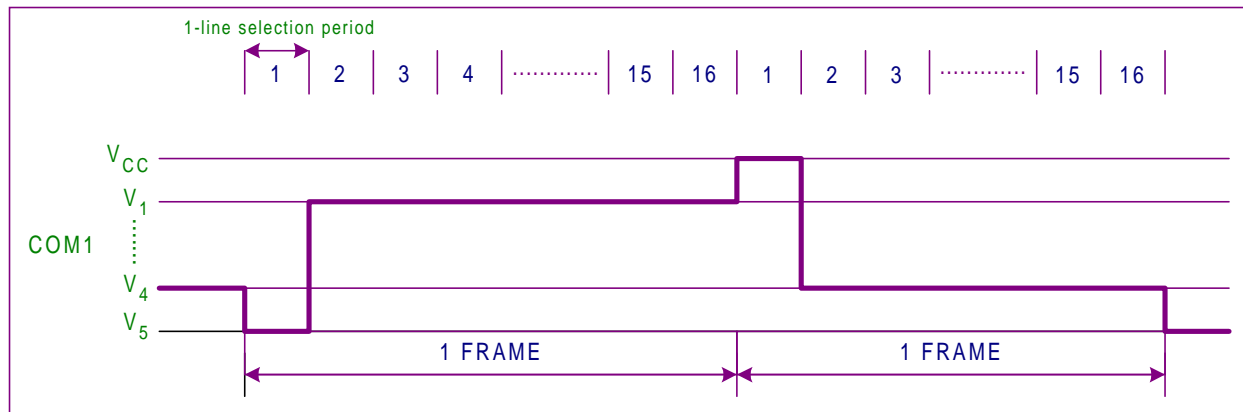 1-line selection period
1 2 3 4 ............. 15 16 1 2 3 ............. 15 16
VCC
V1
COM1
V4
V5
1 FRAME 1 FRAME